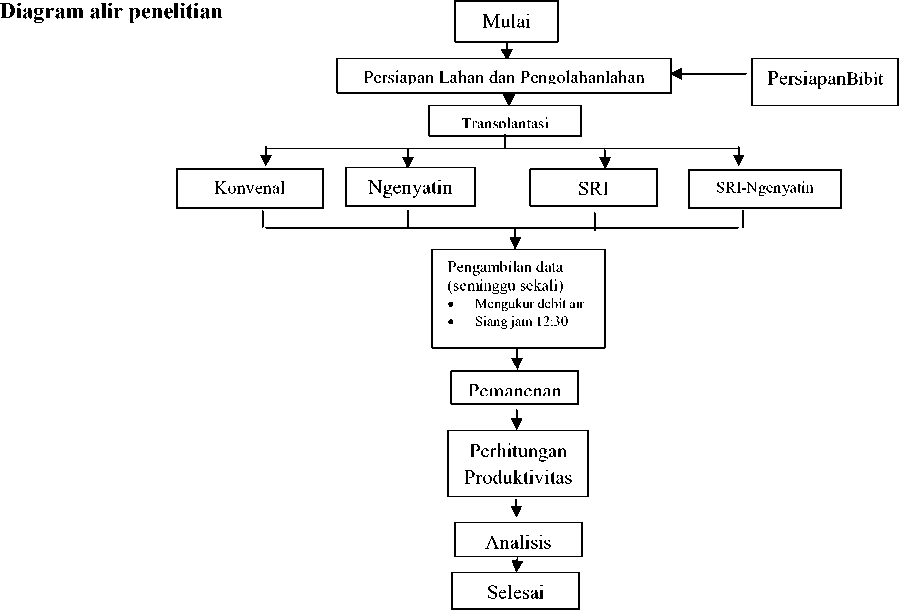 Diagram alir penelitian
Mulai
Persiapan Lahan dan Pengolahanlahan
PersiapanBibit
Transplantasi
Konvenal
Ngenyatin
SRI
SRI-Ngenyatin
Pengambilan data
(seminggu sekali)
• Mengukur debit air
• Siang jam 12:30
Pemanenan
Perhitungan
Produktivitas
Analisis
Selesai